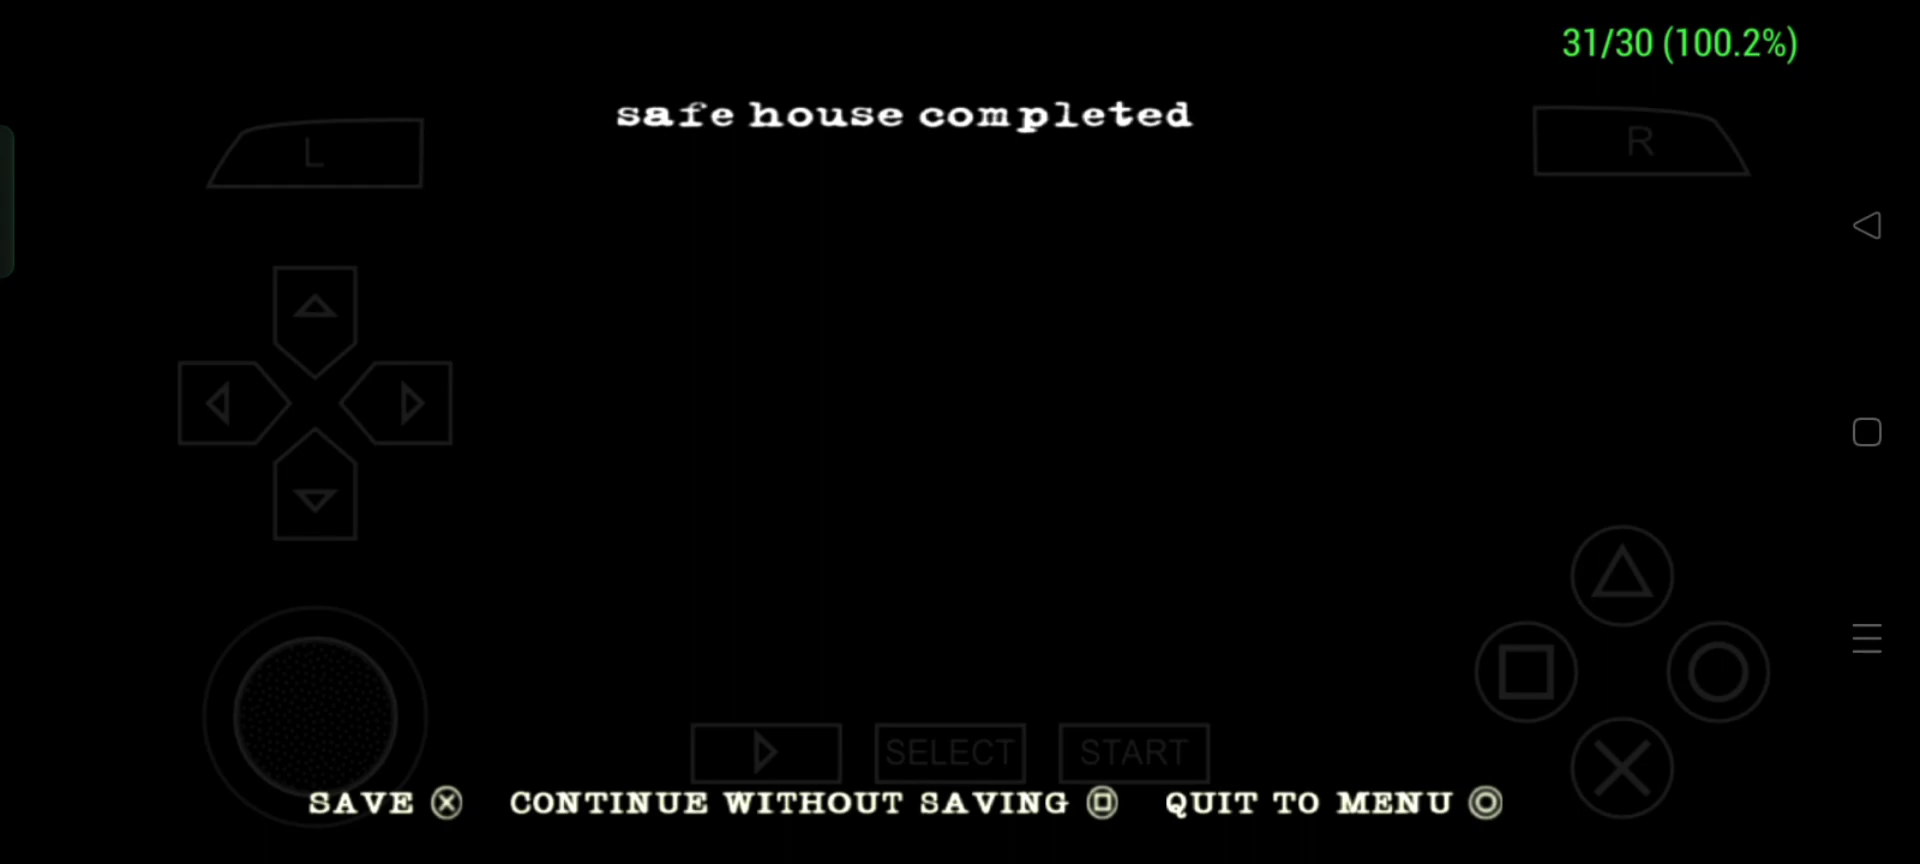 31/30 (100.2%)
safe house completed
L
R
SELECT START
SAVE CONTINUE WITHOUT SAVING QUIT TO MENU